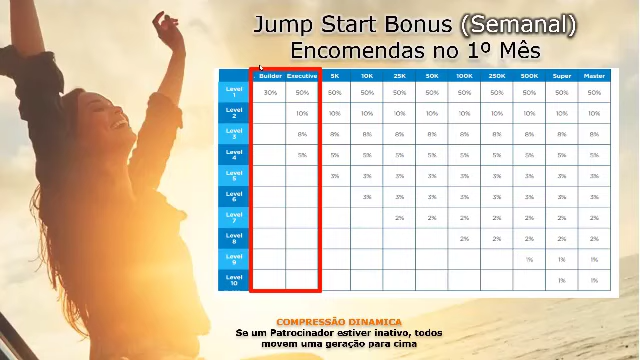 Jump Start Bonus (Semanal)
Encomendas no 1º Mês
Builder Executive 5K 10K 25K 50K 100K 250K 500K Super Master
Level 1 30% 50% 50% 50% 50% 50% 50% 50% 50% 50% 50%
Level 2 10% 10% 10% 10% 10% 10% 10% 10% 10% 10%
Level 3 8% 8% 8% 8% 8% 8% 8% 8% 8% 8%
Level 4 5% 5% 5% 5% 5% 5% 5% 5% 5% 5%
Level 5 3% 3% 3% 3% 3% 3% 3% 3% 3%
Level 6 3% 3% 3% 3% 3% 3% 3% 3%
Level 7 2% 2% 2% 2% 2% 2% 2%
Level 8 2% 2% 2% 2% 2%
Level 9 1% 1% 1%
Level 10 1% 1%
COMPRESSÃO DINAMICA
Se um Patrocinador estiver inativo, todos
movem uma geração para cima